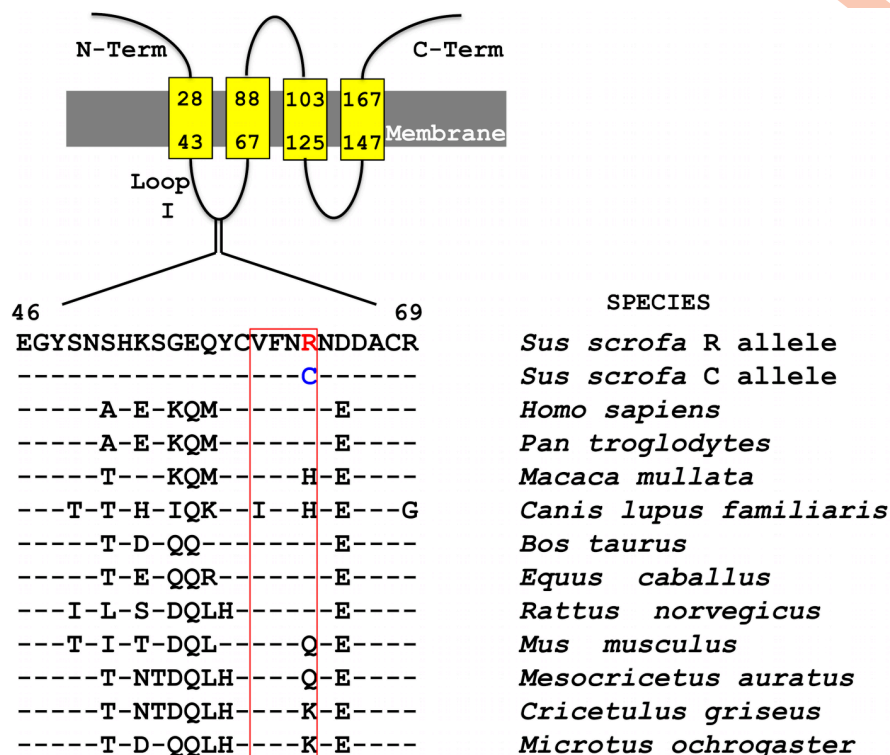 N-Term
C-Term
28 88 103 167
43 67 125 147
Membrane
Loop
I
46 69
SPECIES
EGYSNSHKSGEQYCVFNRNDDACR Sus scrofa R allele
-----------------C------ Sus scrofa C allele
-----A-E-KQM-------E---- Homo sapiens
-----A-E-KQM-------E---- Pan troglodytes
-----T---KQM-----H-E---- Macaca mullata
---T-T-H-IQK--I--H-E---G Canis lupus familiaris
-----T-D-QQ--------E---- Bos taurus
-----T-E-QQR-------E---- Equus caballus
---I-L-S-DQLH------E---- Rattus norvegicus
---T-I-T-DQL-----Q-E---- Mus musculus
-----T-NTDQLH----Q-E---- Mesocricetus auratus
-----T-NTDQLH----K-E---- Cricetulus griseus
-----T-D-QQLH----K-E---- Microtus ochrogaster